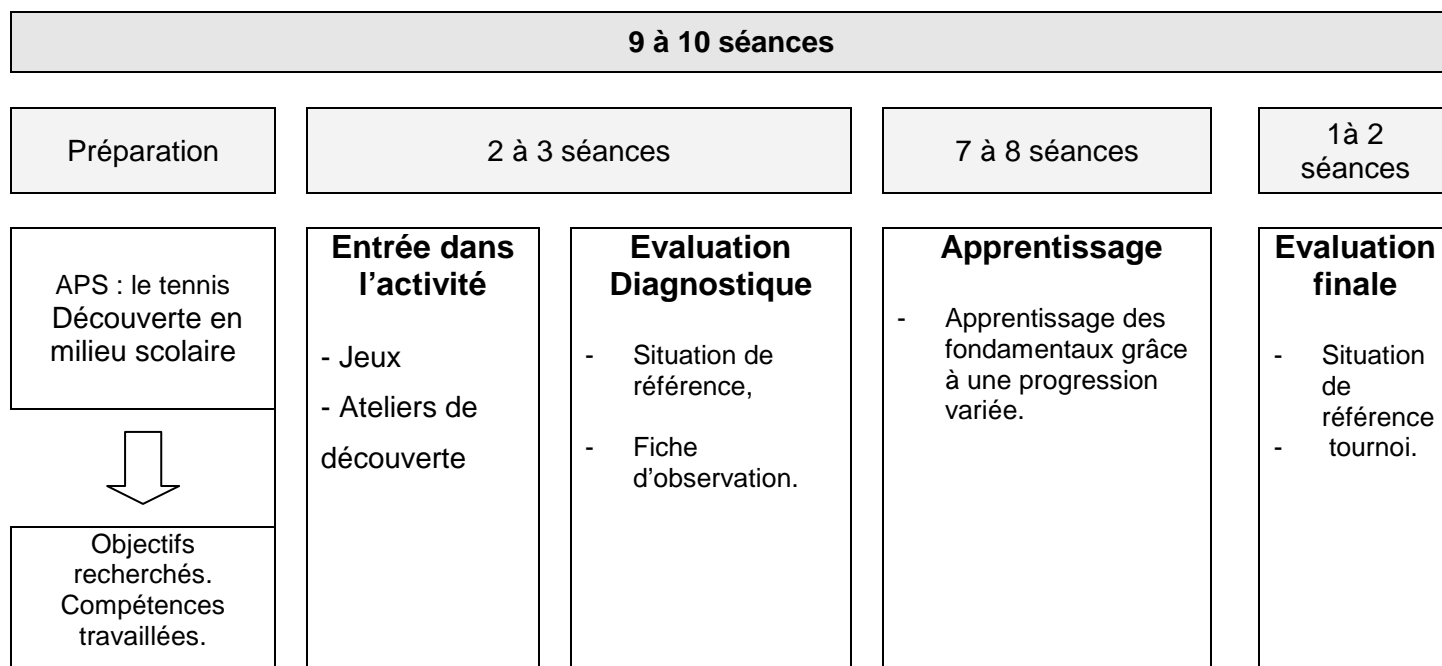 9 à 10 séances
Préparation
2 à 3 séances
7 à 8 séances
1à 2
séances
APS : le tennis
Découverte en
milieu scolaire
Objectifs
recherchés.
Compétences
travaillées.
Entrée dans
l’activité
- Jeux
- Ateliers de
découverte
Evaluation
Diagnostique
- Situation de
référence,
- Fiche
d’observation.
Apprentissage
- Apprentissage des
fondamentaux grâce
à une progression
variée.
Evaluation
finale
- Situation
de
référence
- tournoi.